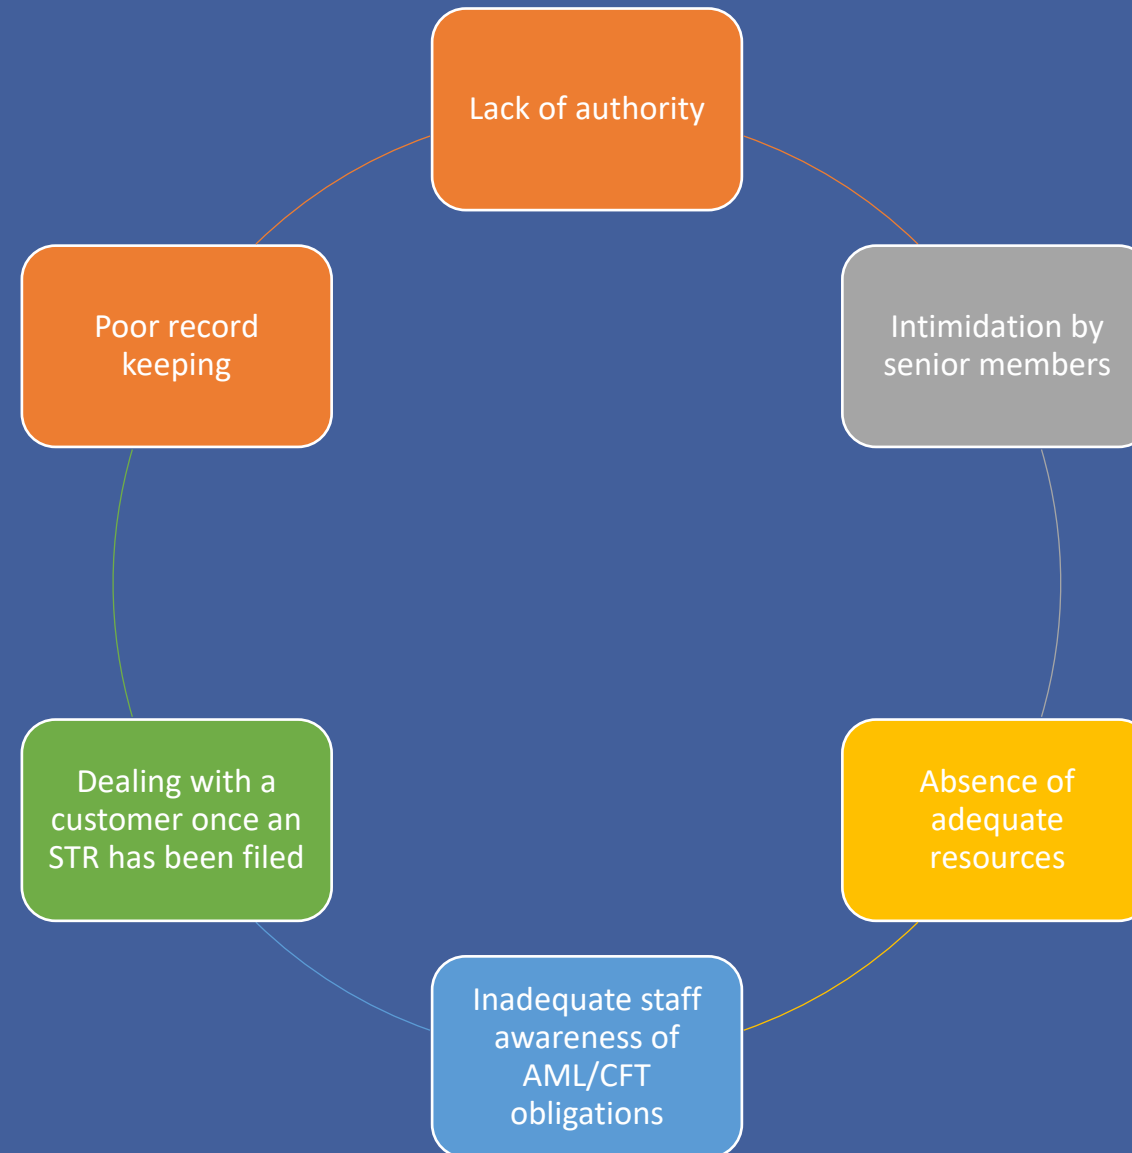 Lack of authority
Intimidation by
senior members
Absence of
adequate
resources
Inadequate staff
awareness of
AML/CFT
obligations
Dealing with a
customer once an
STR has been filed
Poor record
keeping